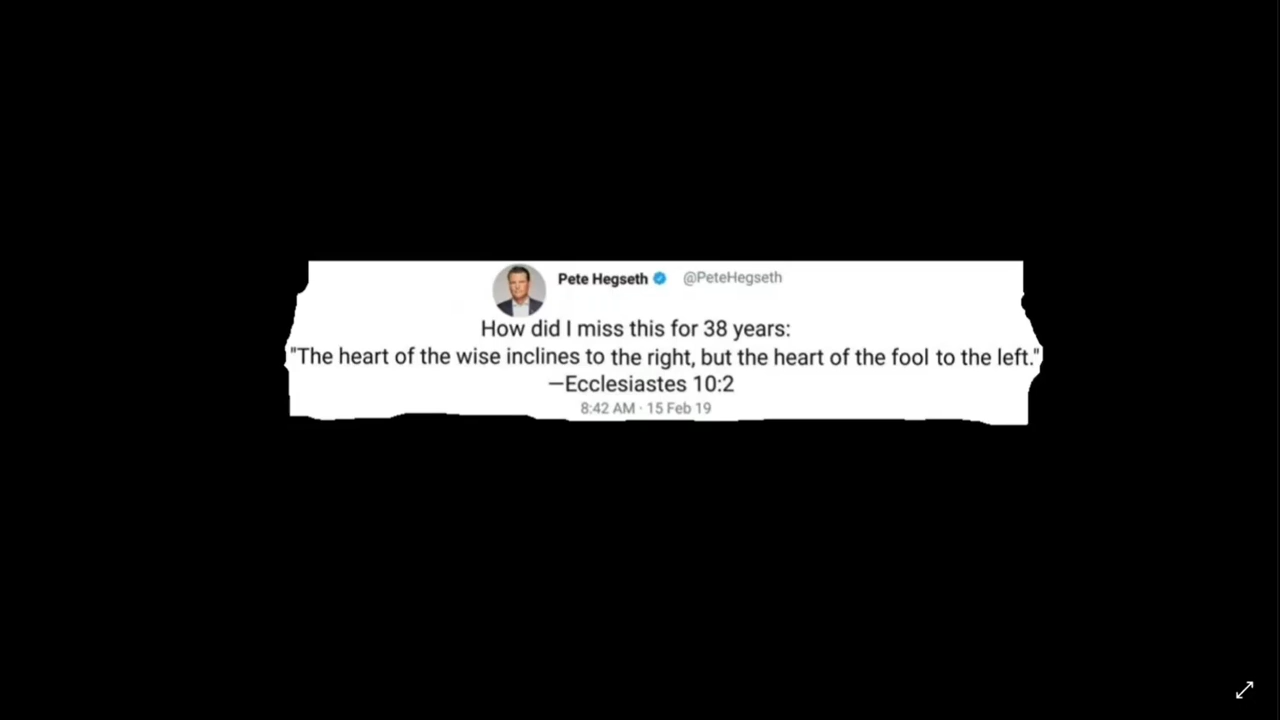 Pete Hegseth @PeteHegseth
How did I miss this for 38 years:
"The heart of the wise inclines to the right, but the heart of the fool to the left."
—Ecclesiastes 10:2
8:42 AM · 15 Feb 19